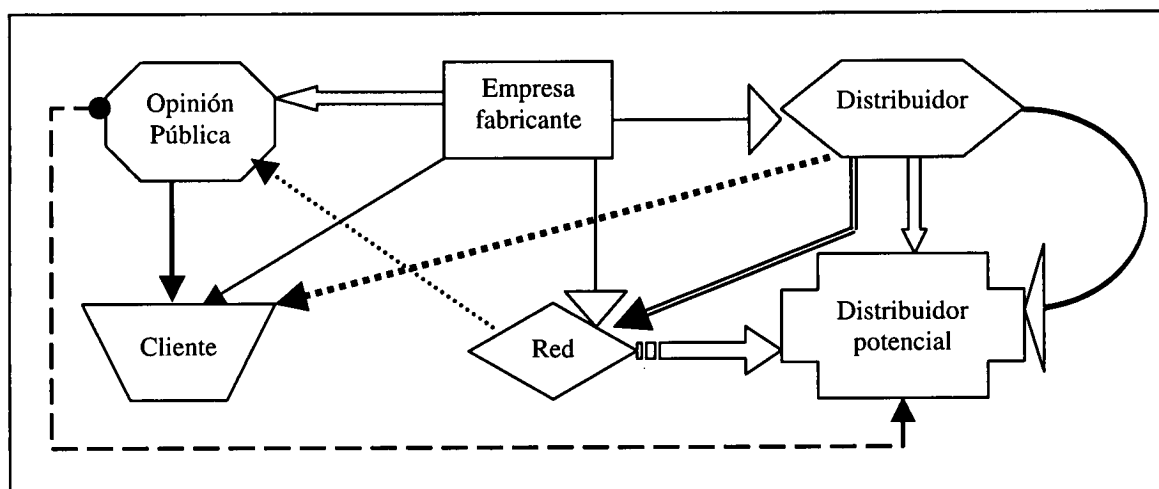 Opinión
Pública
Empresa
fabricante
Distribuidor
Cliente
Red
Distribuidor
potencial